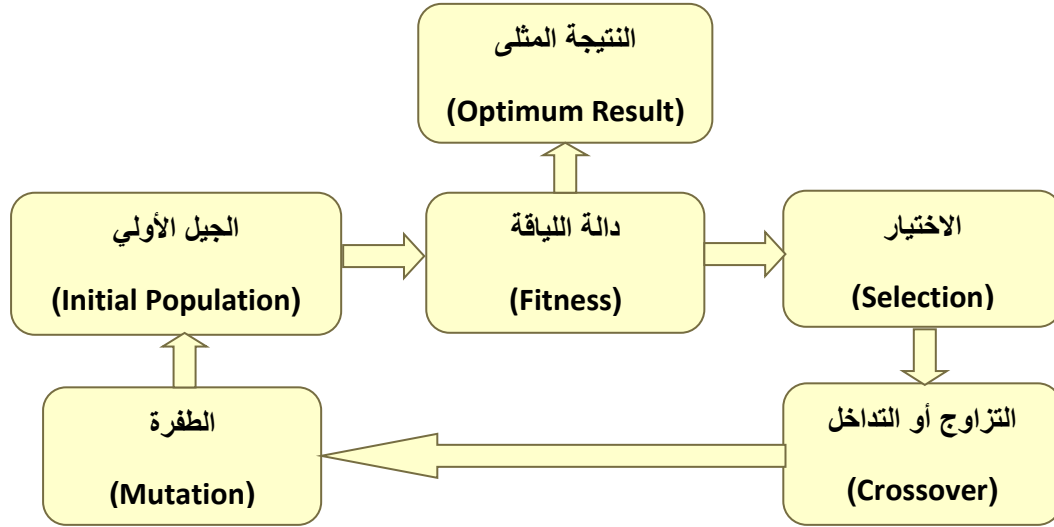 النتيجة المثلى
(Optimum Result)
الجيل الأولي
(Initial Population)
دالة اللياقة
(Fitness)
الاختيار
(Selection)
الطفرة
(Mutation)
التزاوج أو التداخل
(Crossover)